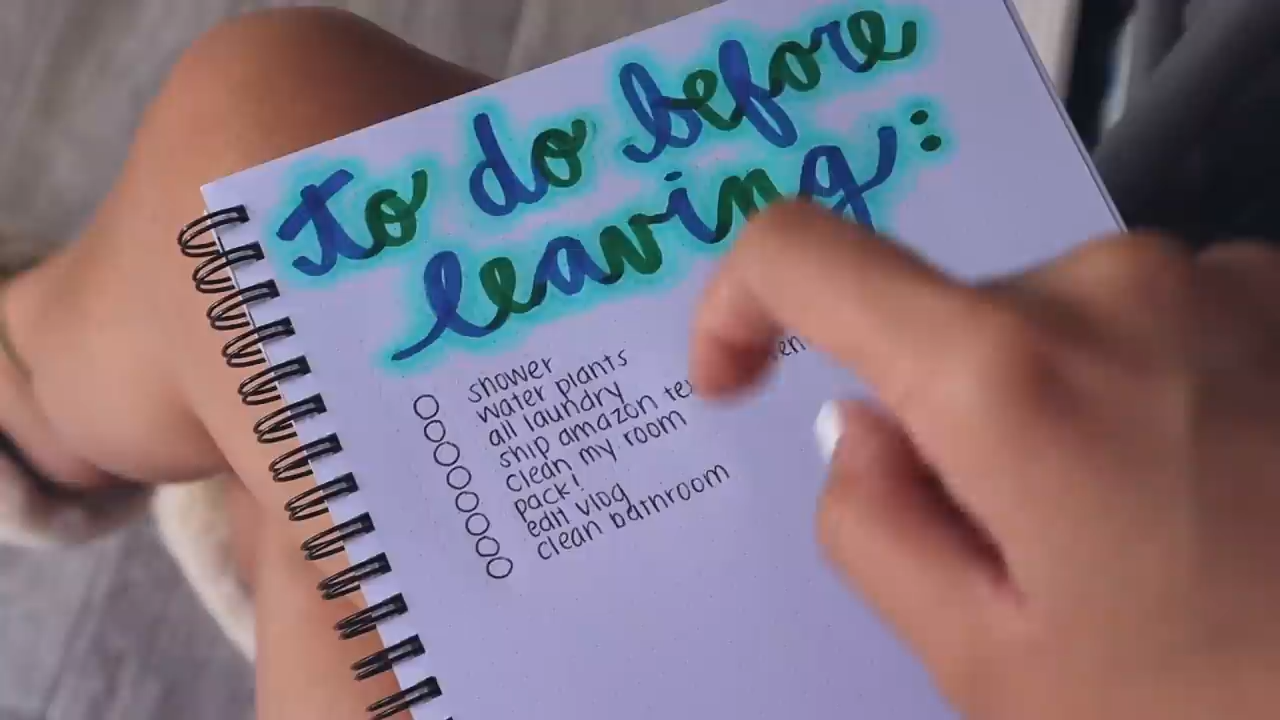 to do before
leaving:
shower
water plants
all laundry
ship amazon
clean my room
pack!
edit vlog
clean bathroom